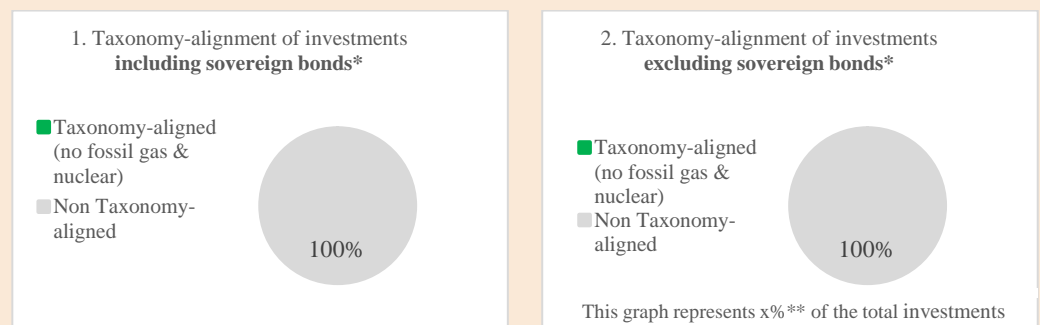 1. Taxonomy-alignment of investments
including sovereign bonds*
Taxonomy-aligned
(no fossil gas &
nuclear)
Non Taxonomy-
aligned
100%
2. Taxonomy-alignment of investments
excluding sovereign bonds*
Taxonomy-aligned
(no fossil gas &
nuclear)
Non Taxonomy-
aligned
100%
This graph represents x%** of the total investments